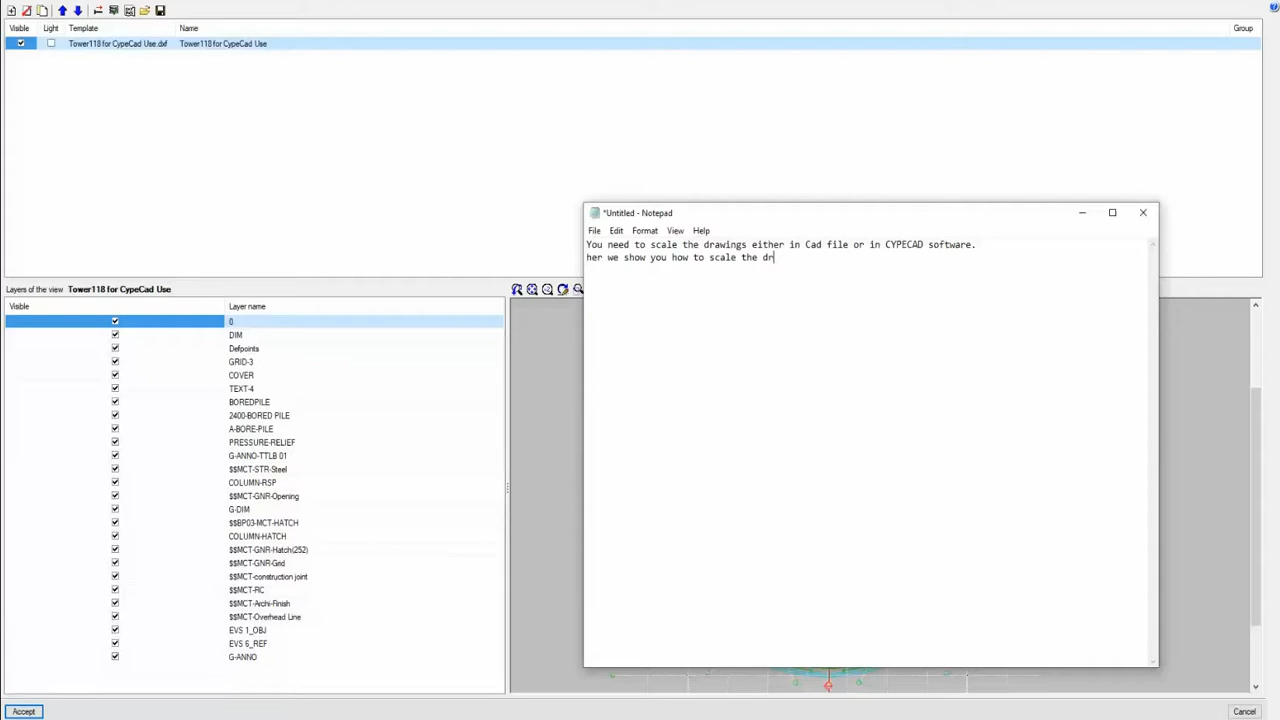 Visible Light Template Name Group
Tower118 for CypeCad Use.dxf Tower118 for CypeCad Use
*Untitled - Notepad
File Edit Format View Help
You need to scale the drawings either in Cad file or in CYPECAD software.
her we show you how to scale the dr
Layers of the view Tower118 for CypeCad Use
Visible Layer name
0
DIM
Defpoints
GRID-3
COVER
TEXT-4
BOREDPILE
2400-BORED PILE
A-BORE-PILE
PRESSURE-RELIEF
G-ANNO-TTLB 01
$$MCT-STR-Steel
COLUMN-RSP
$$MCT-GNR-Opening
G-DIM
$$BP03-MCT-HATCH
COLUMN-HATCH
$$MCT-GNR-Hatch(252)
$$MCT-GNR-Grid
$$MCT-construction joint
$$MCT-RC
$$MCT-Archi-Finish
$$MCT-Overhead Line
EVS 1_OBJ
EVS 6_REF
G-ANNO
Accept Cancel